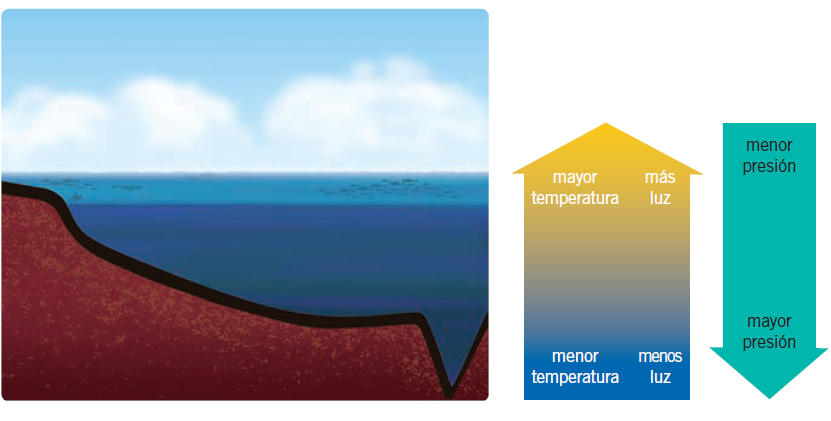 mayor
temperatura
más
luz
menor
temperatura
menos
luz
menor
presión
mayor
presión